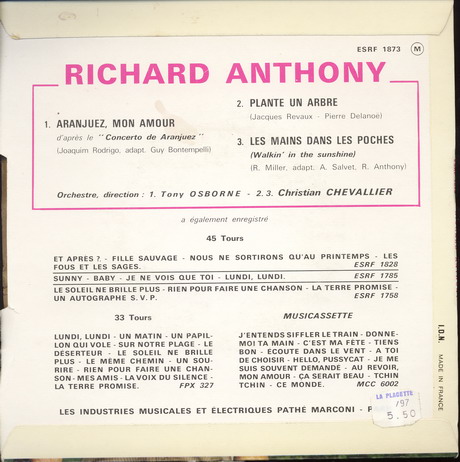 ESRF 1873 M
RICHARD ANTHONY
1. ARANJUEZ, MON AMOUR
d'après le "Concerto de Aranjuez"
(Joaquim Rodrigo, adapt. Guy Bontempelli)
2. PLANTE UN ARBRE
(Jacques Revaux - Pierre Delanoe)
3. LES MAINS DANS LES POCHES
(Walkin' in the sunshine)
(R. Miller, adapt. A. Salvet, R. Anthony)
Orchestre, direction : 1. Tony OSBORNE - 2.3. Christian CHEVALLIER
a également enregistré
45 Tours
ET APRES ?. - FILLE SAUVAGE - NOUS NE SORTIRONS QU'AU PRINTEMPS - LES
FOUS ET LES SAGES. ESRF 1828
SUNNY - BABY - JE NE VOIS QUE TOI - LUNDI, LUNDI. ESRF 1785
LE SOLEIL NE BRILLE PLUS - RIEN POUR FAIRE UNE CHANSON - LA TERRE PROMISE -
UN AUTOGRAPHE S.V.P. ESRF 1758
33 Tours
LUNDI, LUNDI - UN MATIN - UN PAPIL-
LON QUI VOLE - SUR NOTRE PLAGE - LE
DÉSERTEUR - LE SOLEIL NE BRILLE
PLUS - LE MÊME CHEMIN - UN SOU-
RIRE - RIEN POUR FAIRE UNE CHAN-
SON - MES AMIS - LA VOIX DU SILENCE -
LA TERRE PROMISE. FPX 327
MUSICASSETTE
J'ENTENDS SIFFLER LE TRAIN - DONNE-
MOI TA MAIN - C'EST MA FÊTE - TIENS
BON - ECOUTE DANS LE VENT - A TOI
DE CHOISIR - HELLO, PUSSYCAT - JE ME
SUIS SOUVENT DEMANDÉ - AU REVOIR,
MON AMOUR - ÇA SERAIT BEAU - TCHIN
TCHIN - CE MONDE. MCC 6002
LES INDUSTRIES MUSICALES ET ÉLECTRIQUES PATHÉ MARCONI - P
I.D.N. MADE IN FRANCE
LA PLAQUETTE
/97
5.50